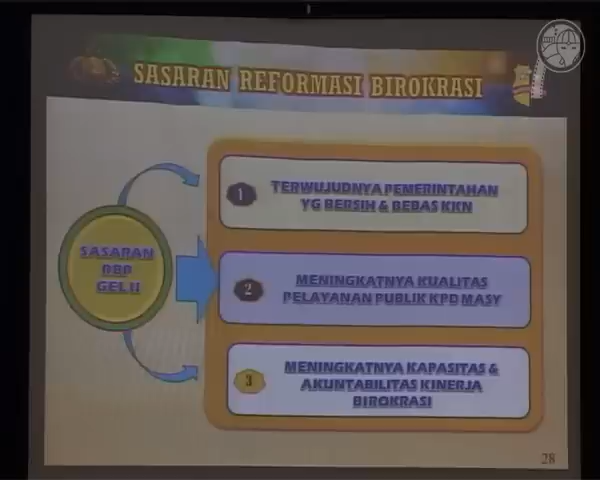 SASARAN REFORMASI BIROKRASI
SASARAN
RBP
GEL II
1
TERWUJUDNYA PEMERINTAHAN
YG BERSIH & BEBAS KKN
2
MENINGKATNYA KUALITAS
PELAYANAN PUBLIK KPD MASY
3
MENINGKATNYA KAPASITAS &
AKUNTABILITAS KINERJA
BIROKRASI
28